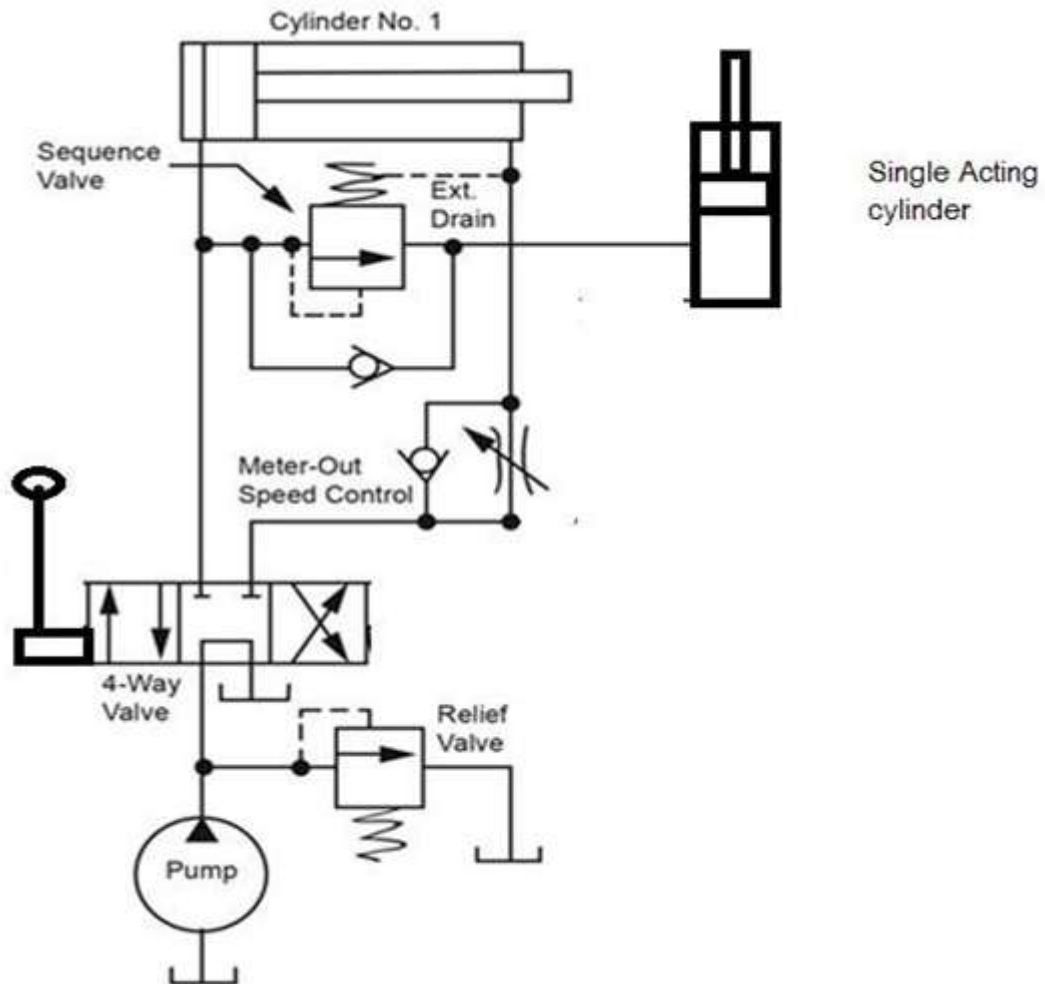 Cylinder No. 1
Sequence
Valve
Ext.
Drain
Single Acting
cylinder
Meter-Out
Speed Control
4-Way
Valve
Relief
Valve
Pump